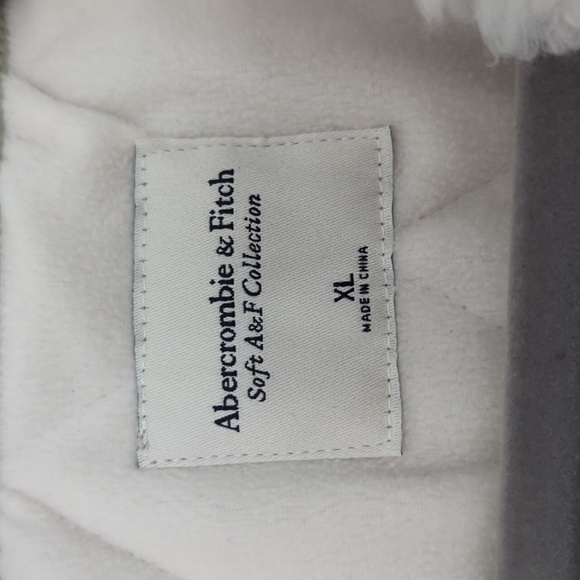 Abercrombie & Fitch
Soft A&F Collection
XL
MADE IN CHINA